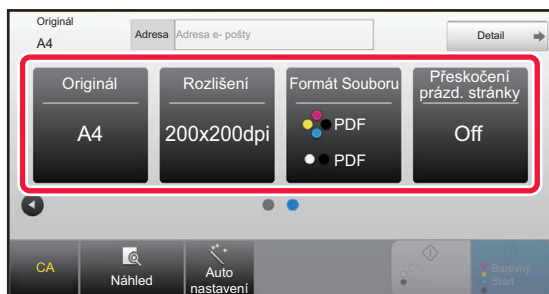 Originál
A4
Adresa
Adresa e- pošty
Detail
Originál
A4
Rozlišení
200x200dpi
Formát Souboru
PDF
PDF
Přeskočení
prázd. stránky
Off
CA
Náhled
Auto
nastavení
Č/b
Start
Barevný
Start